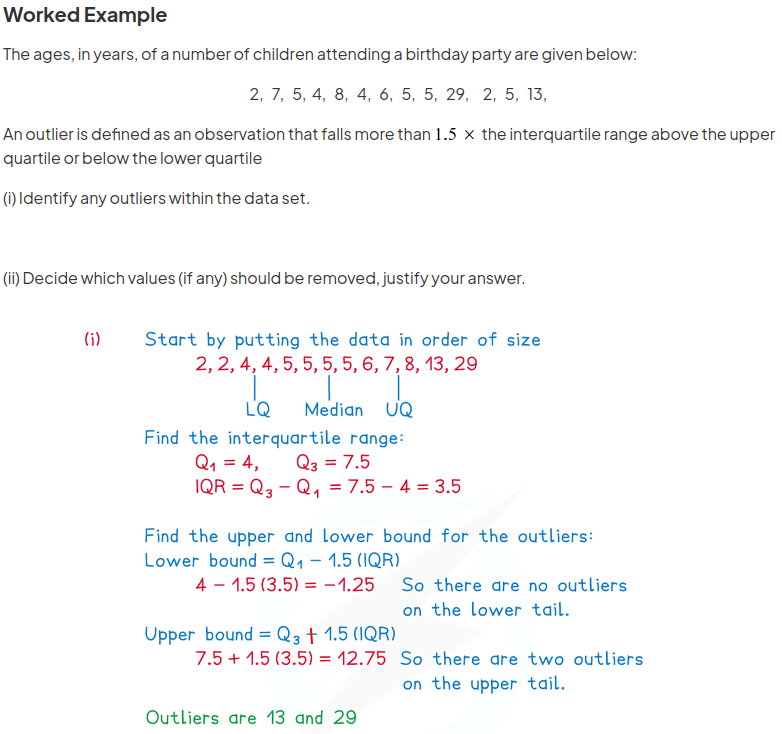 Worked Example
The ages, in years, of a number of children attending a birthday party are given below:
2, 7, 5, 4, 8, 4, 6, 5, 5, 29, 2, 5, 13,
An outlier is defined as an observation that falls more than 1.5 × the interquartile range above the upper
quartile or below the lower quartile
(i) Identify any outliers within the data set.
(ii) Decide which values (if any) should be removed, justify your answer.
(i) Start by putting the data in order of size
2, 2, 4, 4, 5, 5, 5, 5, 6, 7, 8, 13, 29
LQ Median UQ
Find the interquartile range:
Q₁ = 4, Q₃ = 7.5
IQR = Q₃ − Q₁ = 7.5 − 4 = 3.5
Find the upper and lower bound for the outliers:
Lower bound = Q₁ − 1.5 (IQR)
4 − 1.5 (3.5) = −1.25 So there are no outliers
on the lower tail.
Upper bound = Q₃ + 1.5 (IQR)
7.5 + 1.5 (3.5) = 12.75 So there are two outliers
on the upper tail.
Outliers are 13 and 29